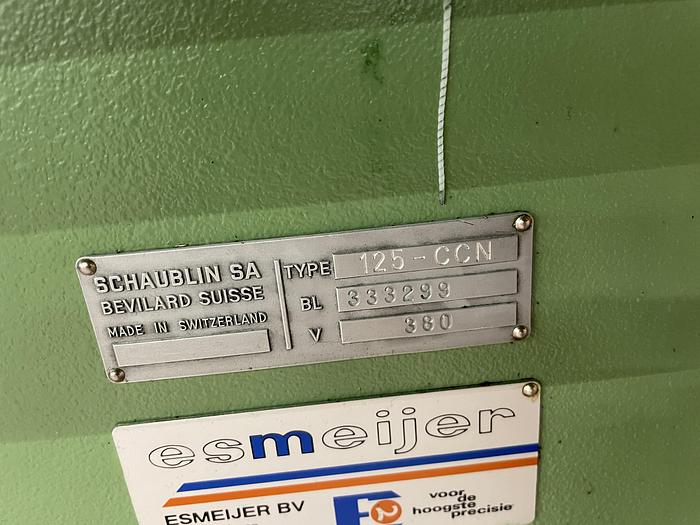 SCHAUBLIN SA
BEVILARD SUISSE
MADE IN SWITZERLAND
TYPE 125-CCN
BL 333299
V 380
esmeijer
ESMEIJER BV
voor
de
hoogste
precisie